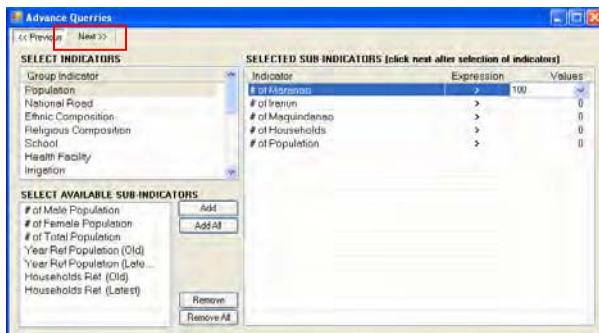 Advance Querries
<< Previous Next >>
SELECT INDICATORS
Group Indicator
Population
National Road
Ethnic Composition
Religious Composition
School
Health Facility
Irrigation
SELECT AVAILABLE SUB-INDICATORS
# of Male Population
# of Female Population
# of Total Population
Year Ref Population (Old)
Year Ref Population (Late...
Households Ref (Old)
Households Ref (Latest)
Add
Add All
Remove
Remove All
SELECTED SUB-INDICATORS [click next after selection of indicators]
Indicator Expression Values
# of Maranao > 100
# of Iranun > 0
# of Maquindanao > 0
# of Households > 0
# of Population > 0